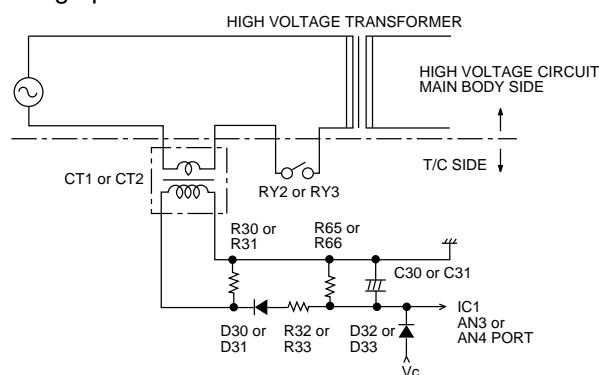 HIGH VOLTAGE TRANSFORMER
HIGH VOLTAGE CIRCUIT
MAIN BODY SIDE
T/C SIDE
CT1 or CT2
RY2 or RY3
R30 or
R31
R65 or
R66
C30 or C31
IC1
AN3 or
AN4 PORT
D30 or
D31
R32 or
R33
D32 or
D33
Vc